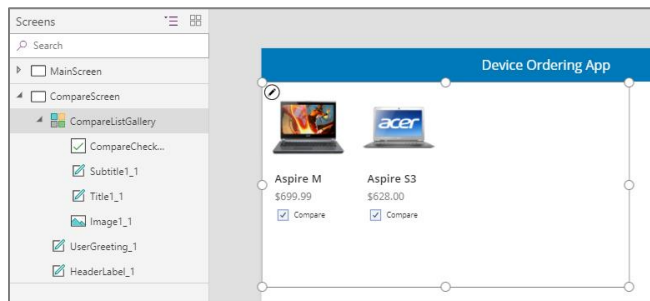 Screens
Search
MainScreen
CompareScreen
CompareListGallery
CompareCheck...
Subtitle1_1
Title1_1
Image1_1
UserGreeting_1
HeaderLabel_1
Device Ordering App
acer
Aspire M
Aspire S3
$699.99
$628.00
Compare
Compare